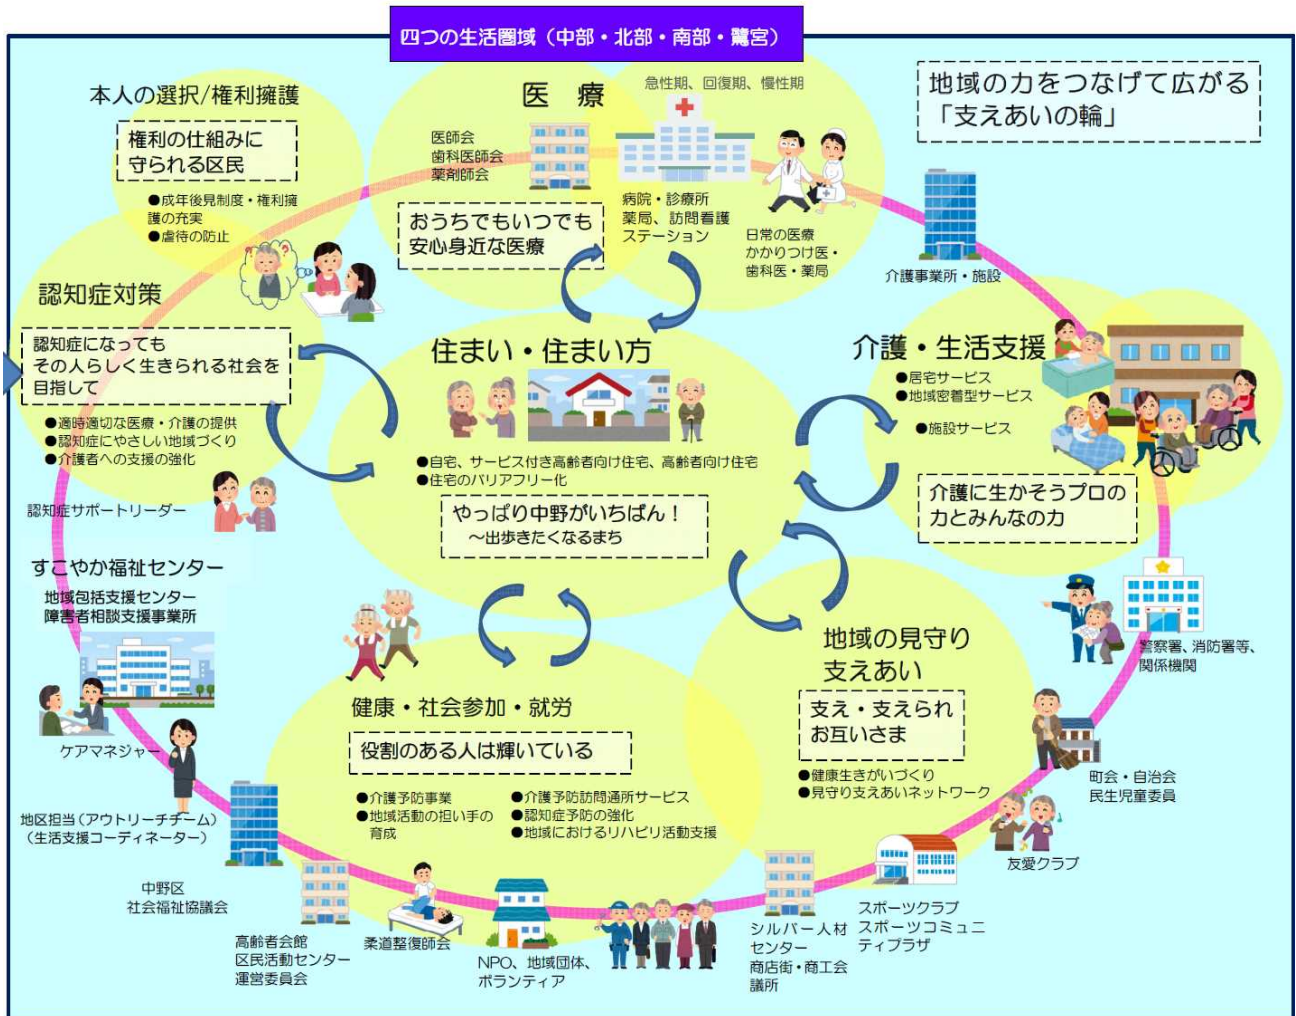 四つの生活圏域（中部・北部・南部・鷺宮）
地域の力をつなげて広がる
「支えあいの輪」
本人の選択/権利擁護
権利の仕組みに
守られる区民
●成年後見制度・権利擁
護の充実
●虐待の防止
医　療
急性期、回復期、慢性期
医師会
歯科医師会
薬剤師会
病院・診療所
薬局、訪問看護
ステーション
おうちでもいつでも
安心身近な医療
日常の医療
かかりつけ医・
歯科医・薬局
介護事業所・施設
認知症対策
認知症になっても
その人らしく生きられる社会を
目指して
●適時適切な医療・介護の提供
●認知症にやさしい地域づくり
●介護者への支援の強化
認知症サポートリーダー
住まい・住まい方
●自宅、サービス付き高齢者向け住宅、高齢者向け住宅
●住宅のバリアフリー化
やっぱり中野がいちばん！
～出歩きたくなるまち
介護・生活支援
●居宅サービス
●地域密着型サービス
●施設サービス
介護に生かそうプロの
力とみんなの力
すこやか福祉センター
地域包括支援センター
障害者相談支援事業所
ケアマネジャー
地区担当（アウトリーチチーム）
（生活支援コーディネーター）
健康・社会参加・就労
役割のある人は輝いている
●介護予防事業
●地域活動の担い手の
育成
●介護予防訪問通所サービス
●認知症予防の強化
●地域におけるリハビリ活動支援
地域の見守り
支えあい
支え・支えられ
お互いさま
●健康生きがいづくり
●見守り支えあいネットワーク
警察署、消防署等、
関係機関
町会・自治会
民生児童委員
友愛クラブ
中野区
社会福祉協議会
高齢者会館
区民活動センター
運営委員会
柔道整復師会
NPO、地域団体、
ボランティア
シルバー人材
センター
商店街・商工会
議所
スポーツクラブ
スポーツコミュニ
ティプラザ